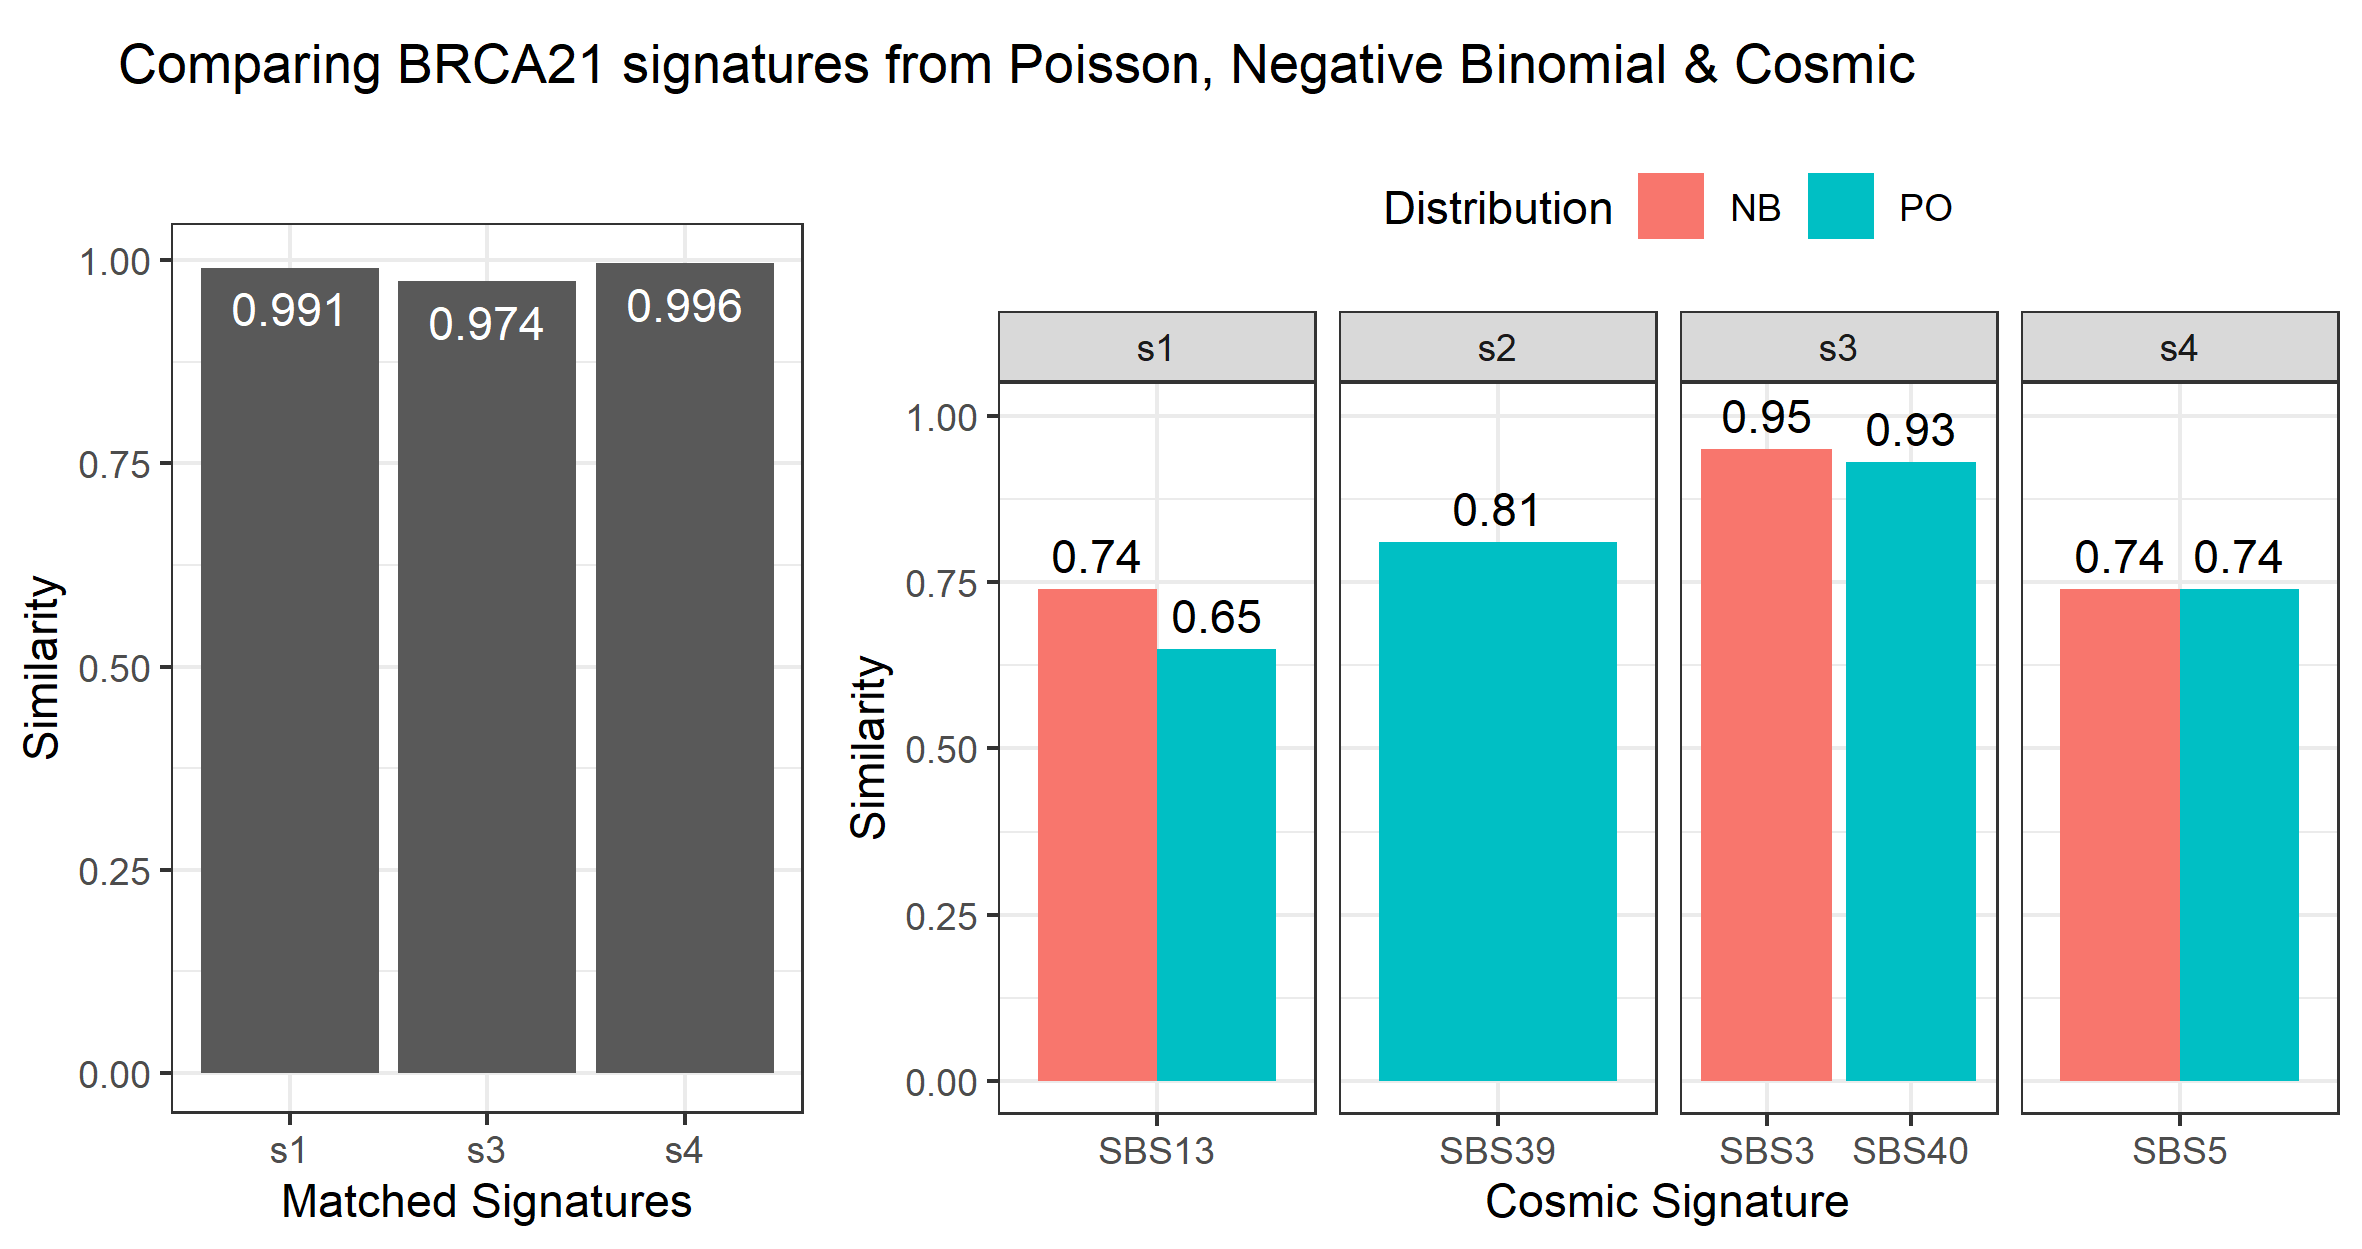 Comparing BRCA21 signatures from Poisson, Negative Binomial & Cosmic
Similarity
1.00
0.75
0.50
0.25
0.00
0.991
0.974
0.996
s1
s3
s4
Matched Signatures
Distribution NB PO
Similarity
1.00
0.75
0.50
0.25
0.00
s1
0.74
0.65
SBS13
s2
0.81
SBS39
s3
0.95
0.93
SBS3
SBS40
s4
0.74
0.74
SBS5
Cosmic Signature